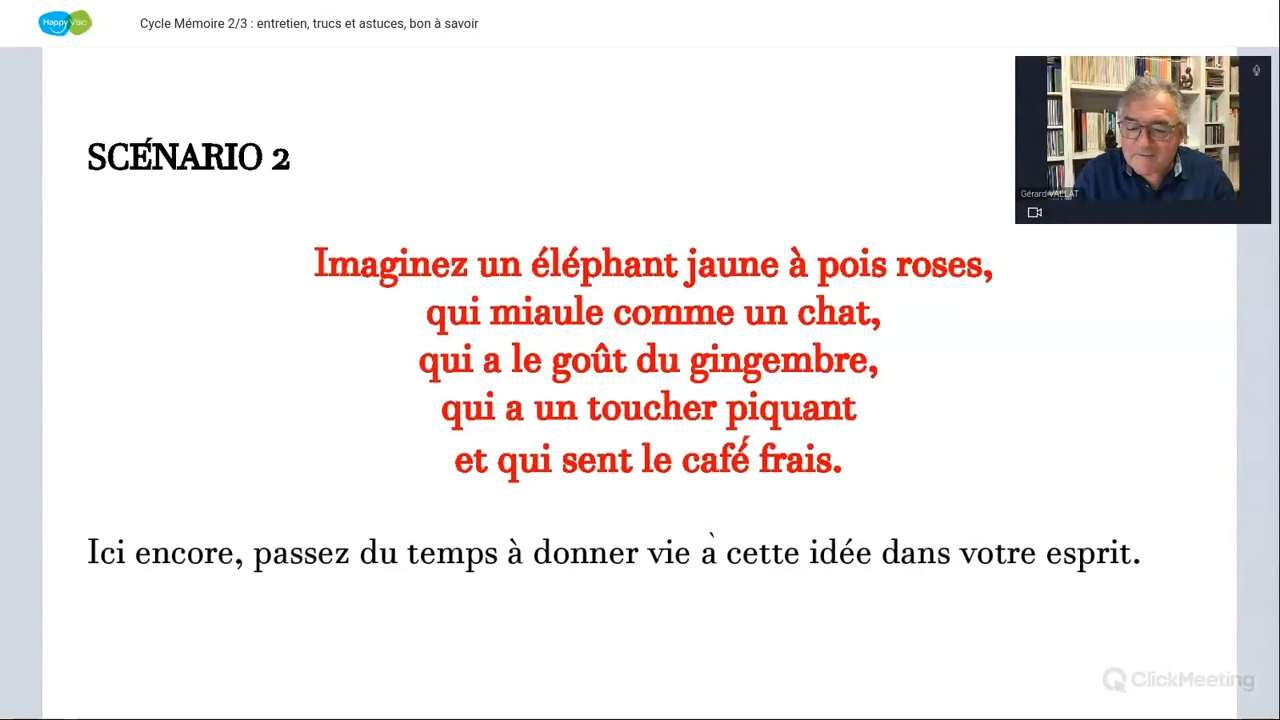 Happy Visio
Cycle Mémoire 2/3 : entretien, trucs et astuces, bon à savoir
Gérard VALLAT
SCÉNARIO 2
Imaginez un éléphant jaune à pois roses,
qui miaule comme un chat,
qui a le goût du gingembre,
qui a un toucher piquant
et qui sent le café frais.
Ici encore, passez du temps à donner vie à cette idée dans votre esprit.
ClickMeeting